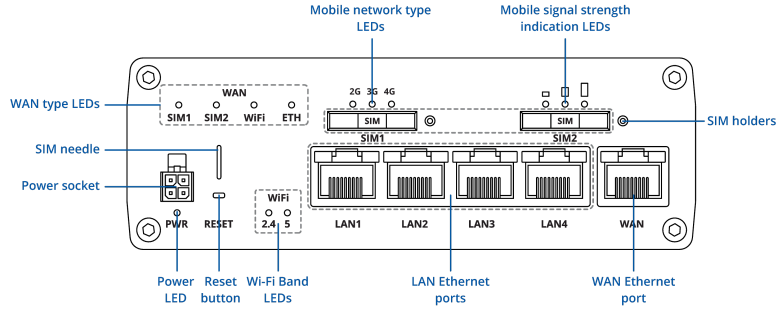 Mobile network type
LEDs
Mobile signal strength
indication LEDs
WAN
2G 3G 4G
WAN type LEDs
SIM1 SIM2 WiFi ETH
SIM
SIM
SIM holders
SIM1
SIM2
SIM needle
Power socket
WiFi
PWR
RESET
2.4 5
LAN1
LAN2
LAN3
LAN4
WAN
Power
LED
Reset
button
Wi-Fi Band
LEDs
LAN Ethernet
ports
WAN Ethernet
port